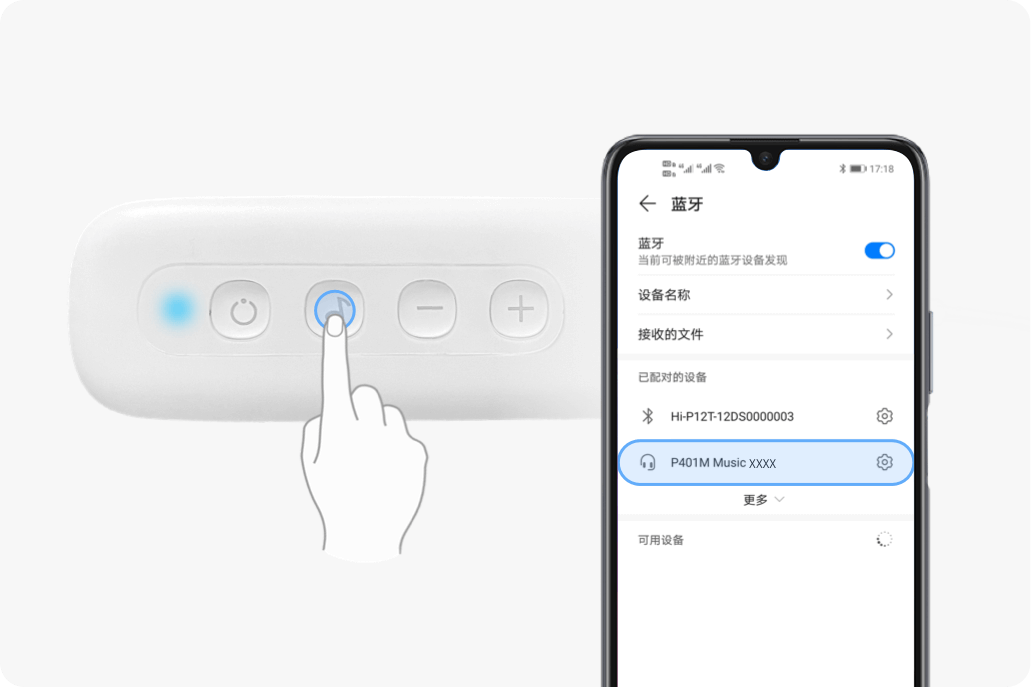 17:18
蓝牙
蓝牙
当前可被附近的蓝牙设备发现
设备名称
接收的文件
已配对的设备
Hi-P12T-12DS0000003
P401M Music XXXX
更多
可用设备